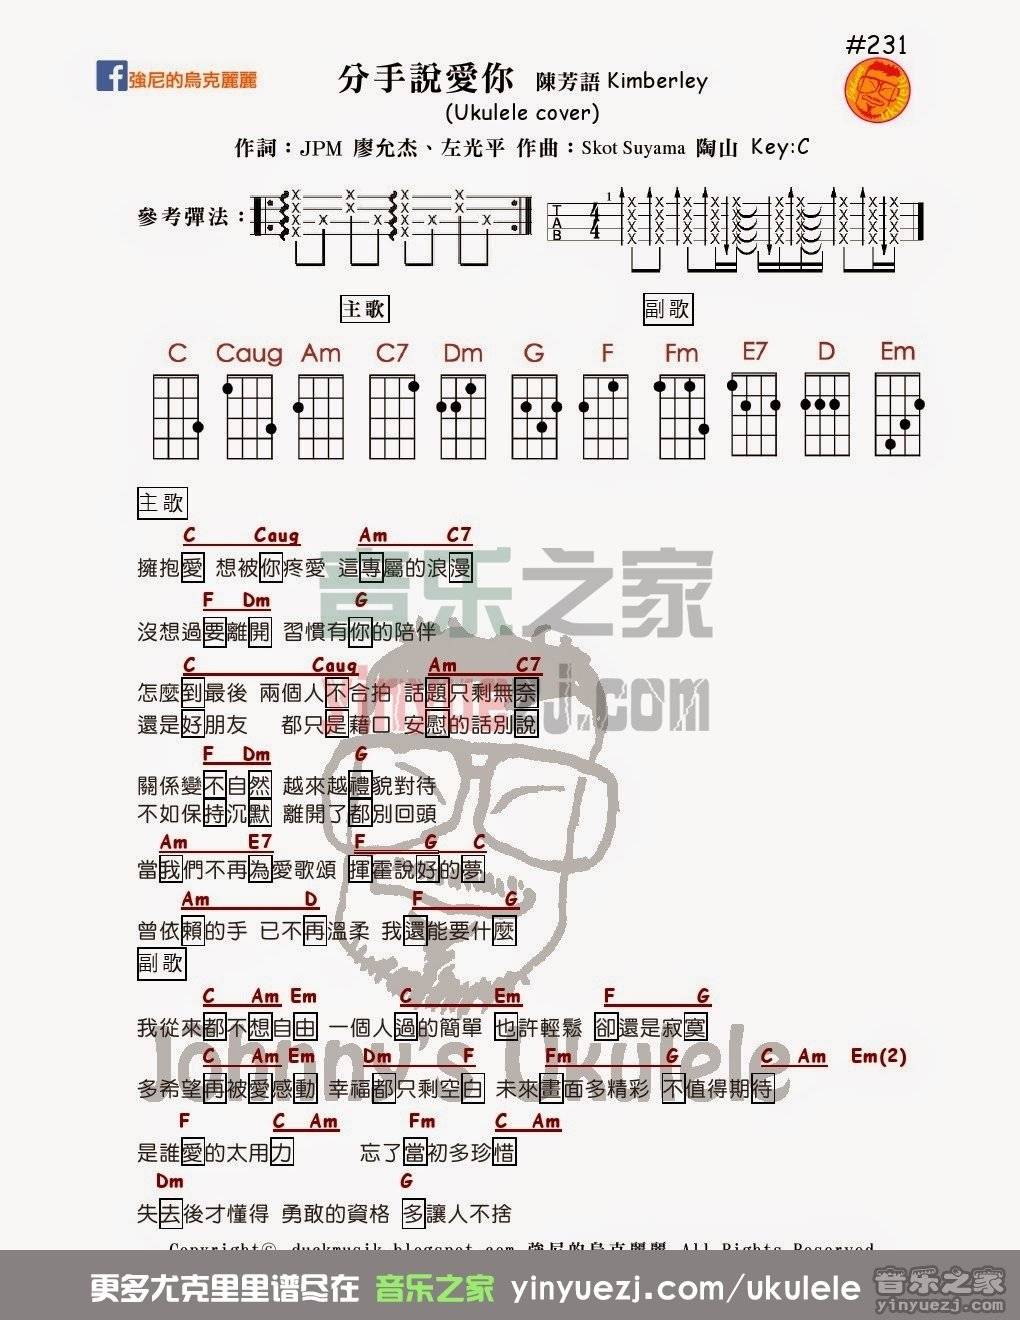 #231
強尼的烏克麗麗
分手說愛你 陳芳語 Kimberley
(Ukulele cover)
作詞：JPM 廖允杰、左光平 作曲：Skot Suyama 陶山 Key:C
參考彈法：
主歌 副歌
C Caug Am C7 Dm G F Fm E7 D Em
主歌
C Caug Am C7
擁抱愛 想被你疼愛 這專屬的浪漫
F Dm G
沒想過要離開 習慣有你的陪伴
C Caug Am C7
怎麼到最後 兩個人不合拍 話題只剩無奈
還是好朋友 都只是藉口 安慰的話別說
F Dm G
關係變不自然 越來越禮貌對待
不如保持沉默 離開了都別回頭
Am E7 F G C
當我們不再為愛歌頌 揮霍說好的夢
Am D F G
曾依賴的手 已不再溫柔 我還能要什麼
副歌
C Am Em C Em F G
我從來都不想自由 一個人過的簡單 也許輕鬆 卻還是寂寞
C Am Em Dm F Fm G C Am Em(2)
多希望再被愛感動 幸福都只剩空白 未來畫面多精彩 不值得期待
F C Am Fm C Am
是誰愛的太用力 忘了當初多珍惜
Dm G
失去後才懂得 勇敢的資格 多讓人不捨
Johnny's Ukulele
音乐之家
yinyuezj.com
Copyright© duckmusik.blogspot.com 強尼的烏克麗麗 All Rights Reserved
更多尤克里里谱尽在 音乐之家 yinyuezj.com/ukulele
音乐之家
yinyuezj.com